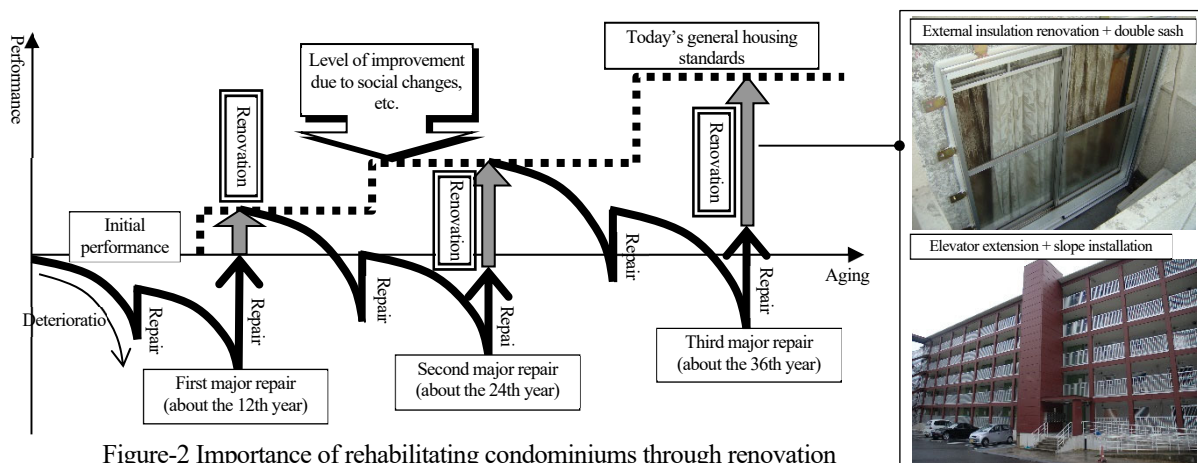 Performance
Renovation
Level of improvement
due to social changes,
etc.
Today's general housing
standards
External insulation renovation + double sash
Renovation
Renovation
Initial
performance
Repair
Aging
Elevator extension + slope installation
Deterioratio
Repair
Repair
Repair
Repai
Repair
First major repair
(about the 12th year)
Second major repair
(about the 24th year)
Third major repair
(about the 36th year)
Figure-2 Importance of rehabilitating condominiums through renovation